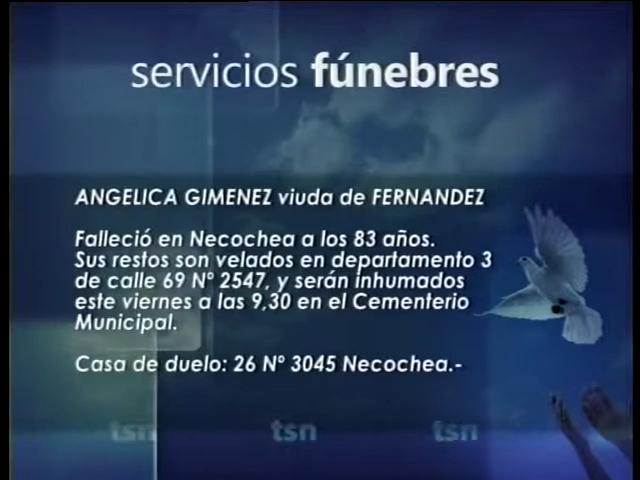 servicios fúnebres
ANGELICA GIMENEZ viuda de FERNANDEZ
Falleció en Necochea a los 83 años.
Sus restos son velados en departamento 3
de calle 69 Nº 2547, y serán inhumados
este viernes a las 9,30 en el Cementerio
Municipal.
Casa de duelo: 26 Nº 3045 Necochea.-
tsn tsn tsn